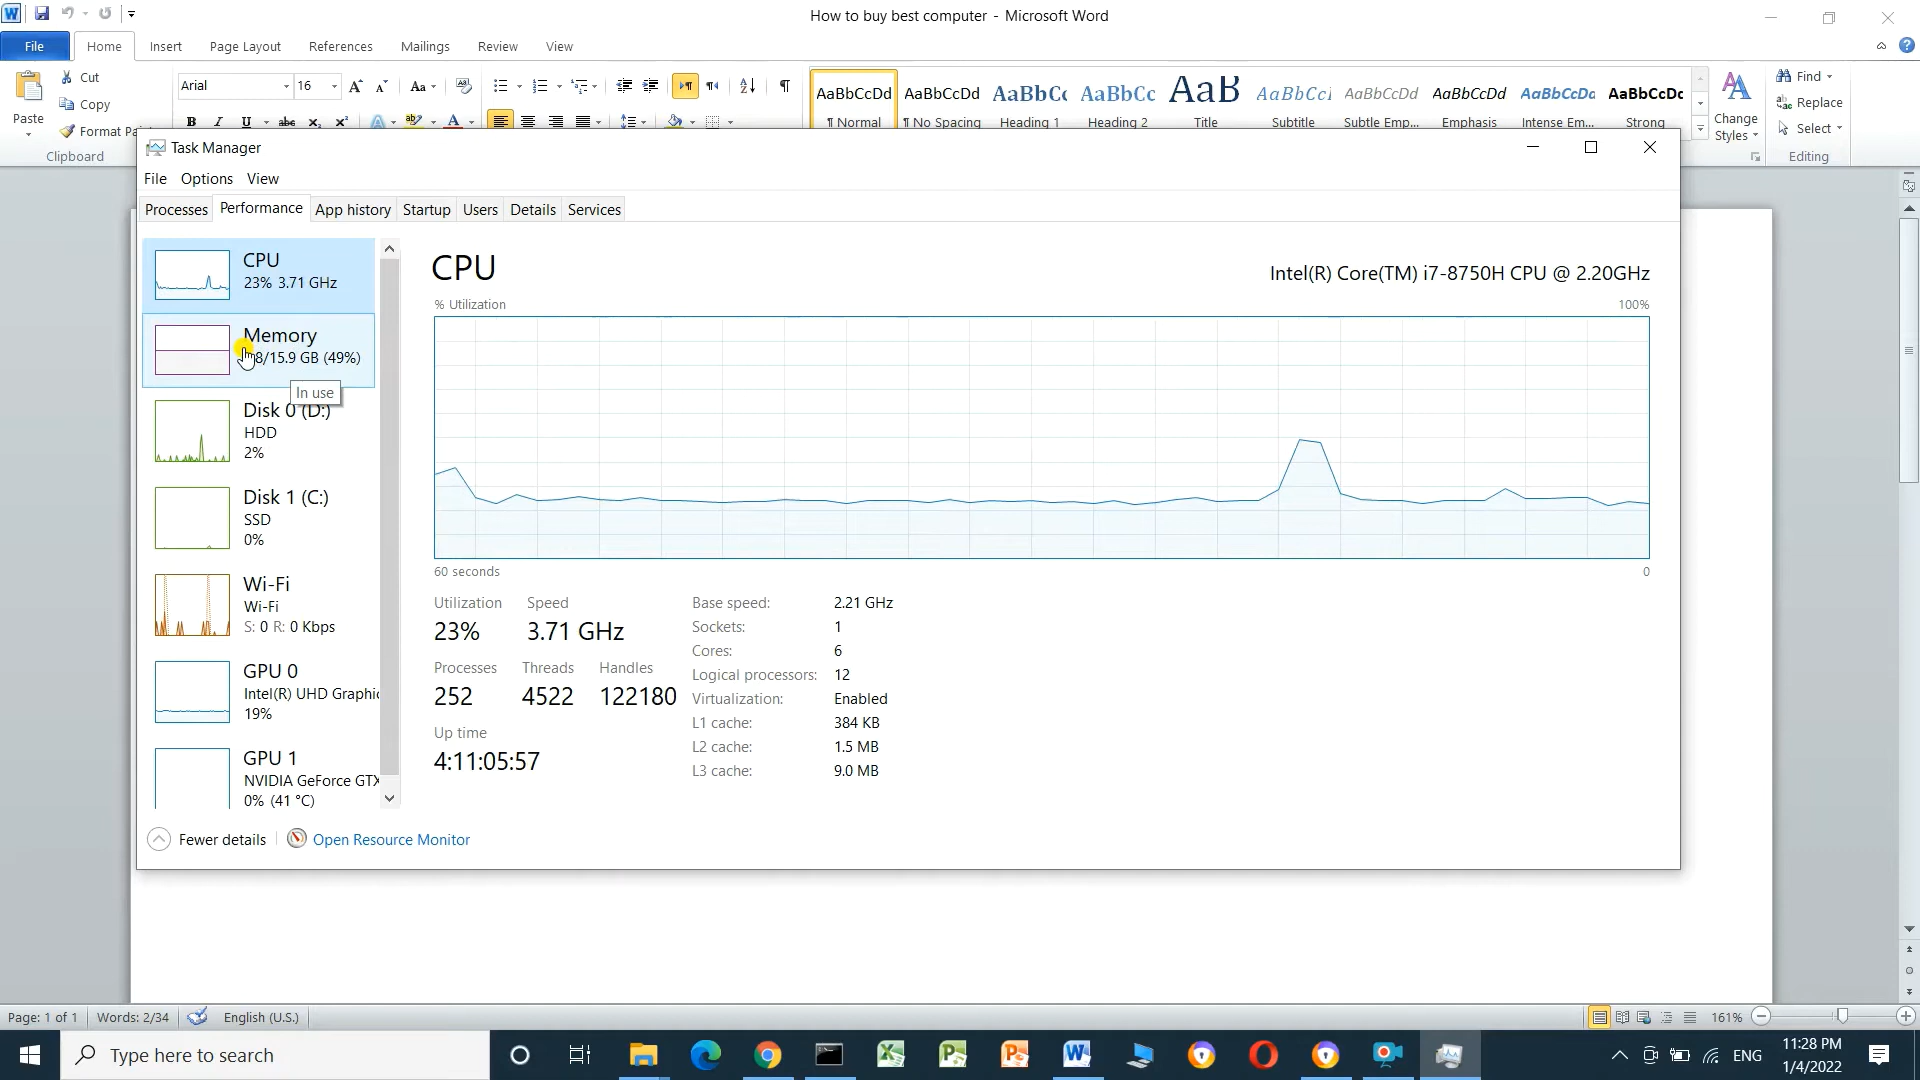 How to buy best computer - Microsoft Word
File Home Insert Page Layout References Mailings Review View
Paste
Cut
Copy
Clipboard
Arial 16
AaBbCcDd AaBbCcDd AaBbCc AaBbCc AaB AaBbCcI AaBbCcDd AaBbCcDd AaBbCcDc AaBbCcDc
¶ Normal ¶ No Spacing Heading 1 Heading 2 Title Subtitle Subtle Emp... Emphasis Intense Em... Strong
Change Styles
Find
Replace
Select
Editing
Task Manager
File Options View
Processes Performance App history Startup Users Details Services
CPU
23% 3.71 GHz
Memory
8/15.9 GB (49%)
In use
Disk 0 (D:)
HDD
2%
Disk 1 (C:)
SSD
0%
Wi-Fi
Wi-Fi
S: 0 R: 0 Kbps
GPU 0
Intel(R) UHD
19%
GPU 1
NVIDIA GeForce GTX
0% (41 °C)
CPU
Intel(R) Core(TM) i7-8750H CPU @ 2.20GHz
% Utilization 100%
60 seconds 0
Utilization Speed
23% 3.71 GHz
Processes Threads Handles
252 4522 122180
Up time
4:11:05:57
Base speed: 2.21 GHz
Sockets: 1
Cores: 6
Logical processors: 12
Virtualization: Enabled
L1 cache: 384 KB
L2 cache: 1.5 MB
L3 cache: 9.0 MB
Fewer details Open Resource Monitor
Page: 1 of 1 Words: 2/34 English (U.S.) 161%
Type here to search
ENG
11:28 PM
1/4/2022